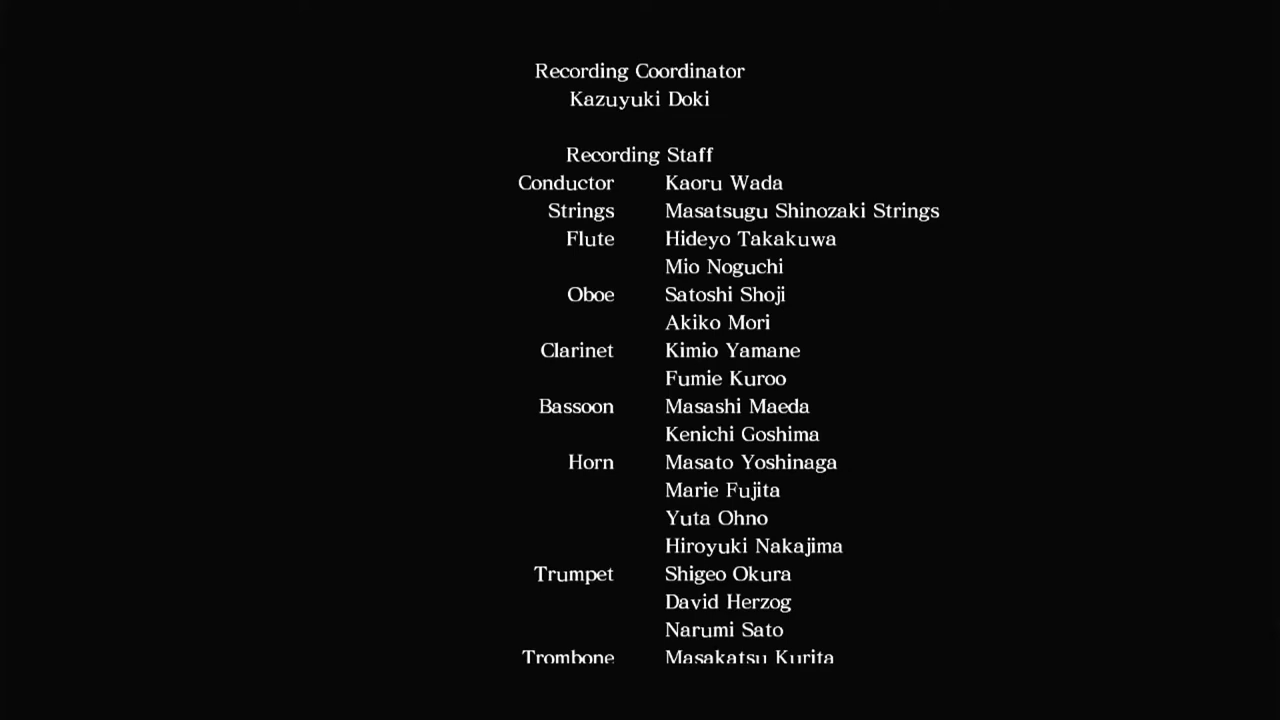 Recording Coordinator
Kazuyuki Doki
Recording Staff
Conductor Kaoru Wada
Strings Masatsugu Shinozaki Strings
Flute Hideyo Takakuwa
Mio Noguchi
Oboe Satoshi Shoji
Akiko Mori
Clarinet Kimio Yamane
Fumie Kuroo
Bassoon Masashi Maeda
Kenichi Goshima
Horn Masato Yoshinaga
Marie Fujita
Yuta Ohno
Hiroyuki Nakajima
Trumpet Shigeo Okura
David Herzog
Narumi Sato
Trombone Masakatsu Kurita